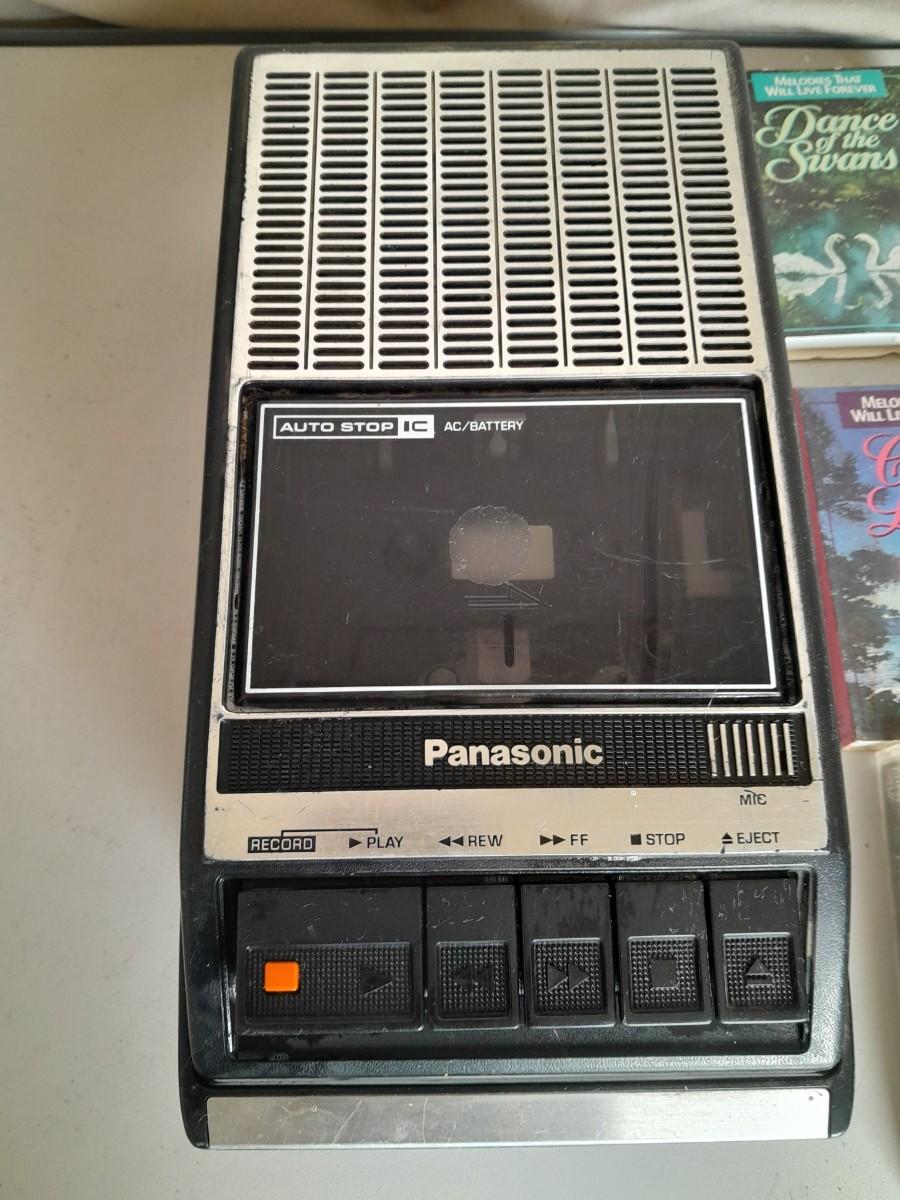 MELODIES THAT
WILL LIVE FOREVER
Dance
of the
Swans
AUTO STOP IC AC/BATTERY
Panasonic
MIC
RECORD ▶ PLAY ◀◀ REW ▶▶ FF ■ STOP ⏏ EJECT